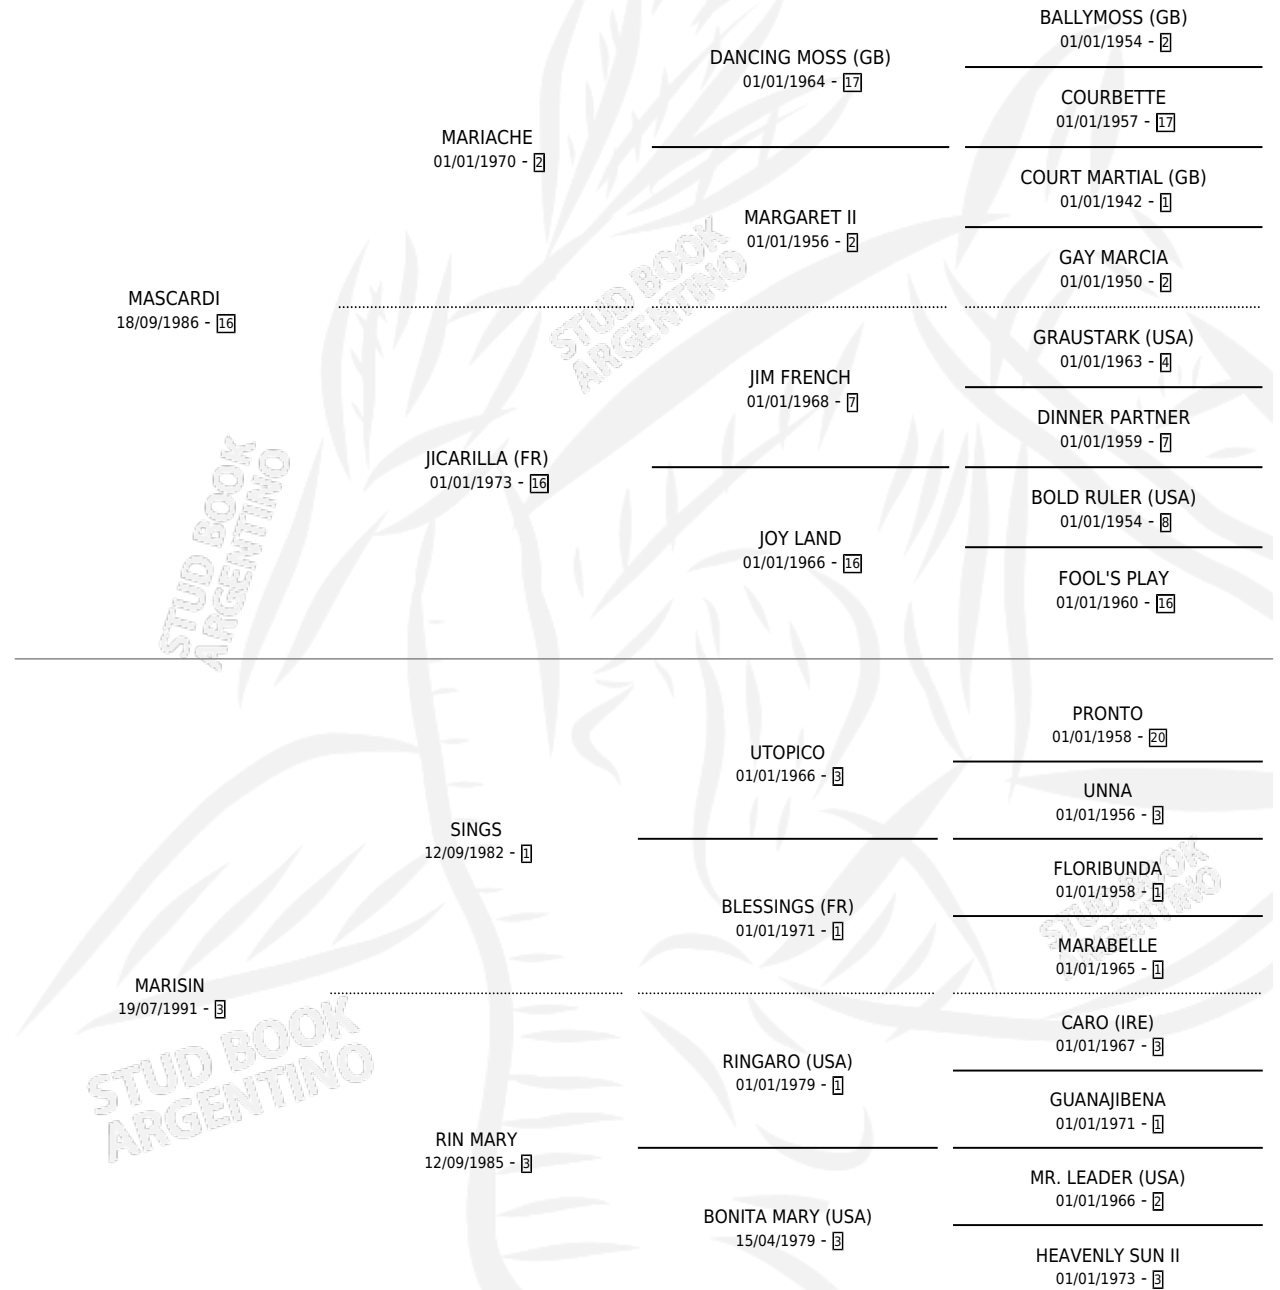 BALLYMOSS (GB)
01/01/1954 - 2
DANCING MOSS (GB)
01/01/1964 - 17
COURBETTE
01/01/1957 - 17
MARIACHE
01/01/1970 - 2
COURT MARTIAL (GB)
01/01/1942 - 1
MARGARET II
01/01/1956 - 2
GAY MARCIA
01/01/1950 - 2
MASCARDI
18/09/1986 - 16
GRAUSTARK (USA)
01/01/1963 - 4
JIM FRENCH
01/01/1968 - 7
DINNER PARTNER
01/01/1959 - 7
JICARILLA (FR)
01/01/1973 - 16
BOLD RULER (USA)
01/01/1954 - 8
JOY LAND
01/01/1966 - 16
FOOL'S PLAY
01/01/1960 - 16
PRONTO
01/01/1958 - 20
UTOPICO
01/01/1966 - 3
UNNA
01/01/1956 - 3
SINGS
12/09/1982 - 1
FLORIBUNDA
01/01/1958 - 1
BLESSINGS (FR)
01/01/1971 - 1
MARABELLE
01/01/1965 - 1
MARISIN
19/07/1991 - 3
CARO (IRE)
01/01/1967 - 3
RINGARO (USA)
01/01/1979 - 1
GUANAJIBENA
01/01/1971 - 1
RIN MARY
12/09/1985 - 3
MR. LEADER (USA)
01/01/1966 - 2
BONITA MARY (USA)
15/04/1979 - 3
HEAVENLY SUN II
01/01/1973 - 3
STUD BOOK
ARGENTINO
STUD BOOK
ARGENTINO
STUD BOOK
ARGENTINO
STUD BOOK
ARGENTINO